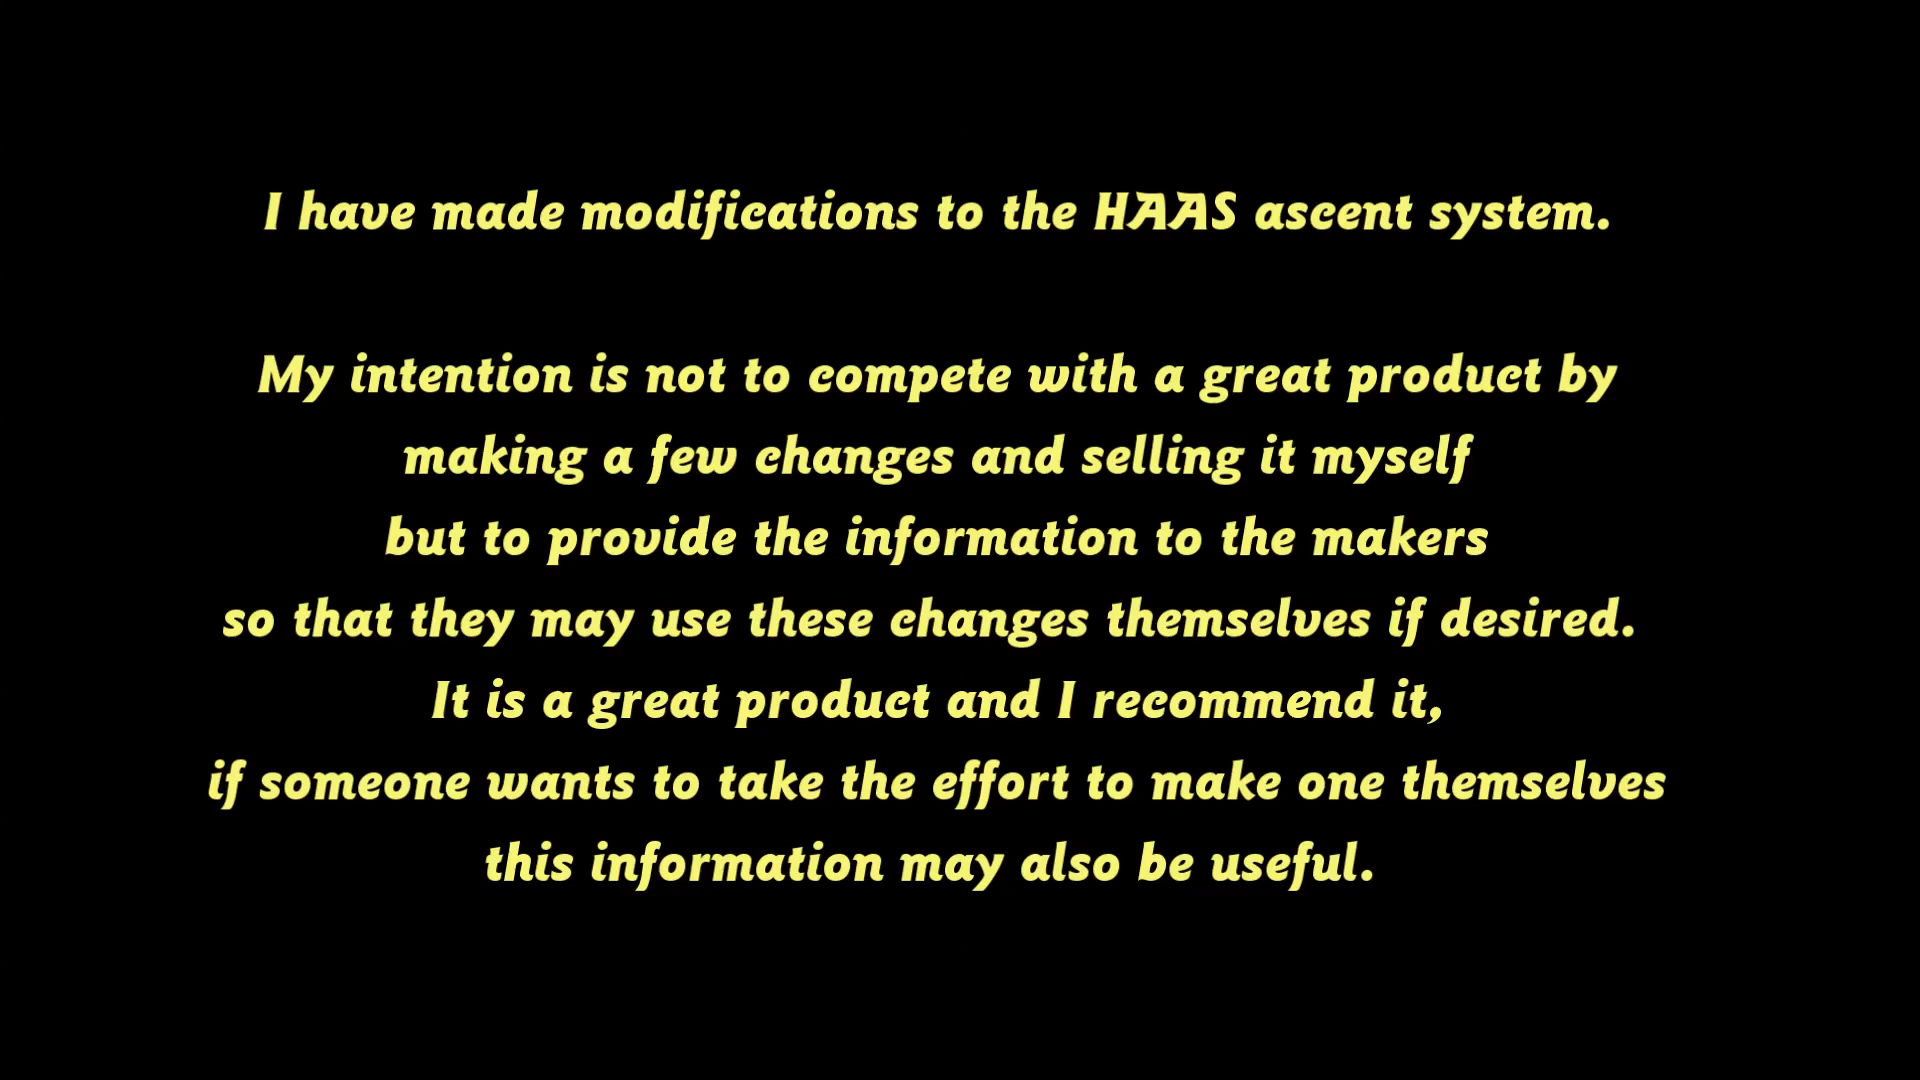 I have made modifications to the HAAS ascent system.
My intention is not to compete with a great product by
making a few changes and selling it myself
but to provide the information to the makers
so that they may use these changes themselves if desired.
It is a great product and I recommend it,
if someone wants to take the effort to make one themselves
this information may also be useful.